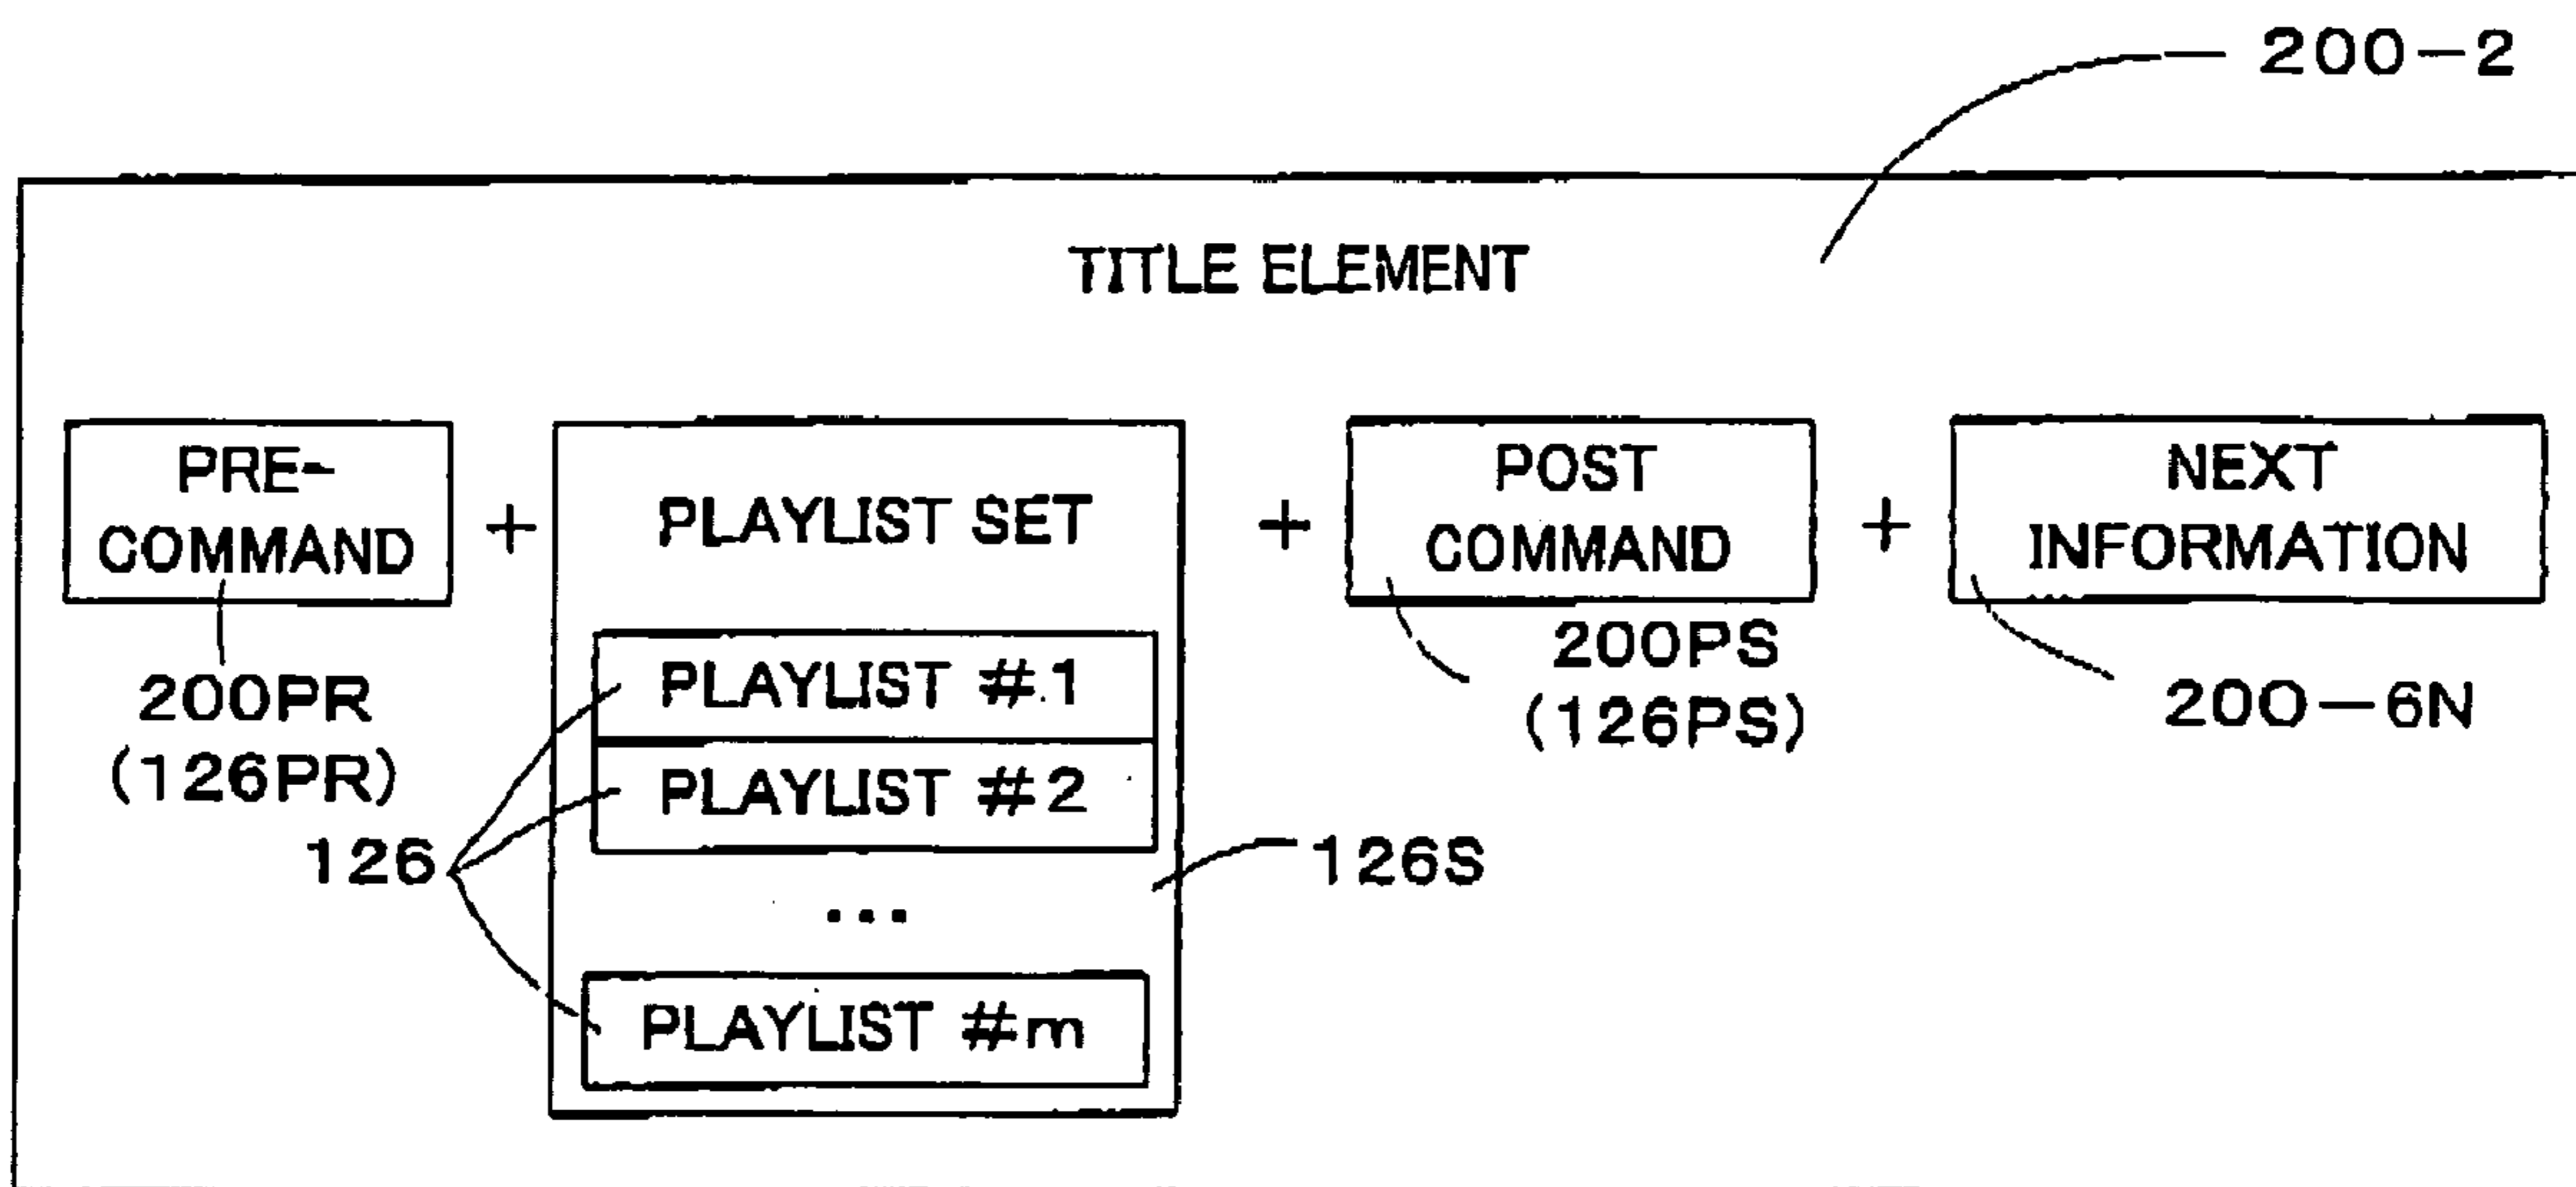 200-2
TITLE ELEMENT
PRE-
COMMAND
+
PLAYLIST SET
+
POST
COMMAND
+
NEXT
INFORMATION
200PR
(126PR)
PLAYLIST #1
PLAYLIST #2
...
PLAYLIST #m
126
126S
200PS
(126PS)
200-6N